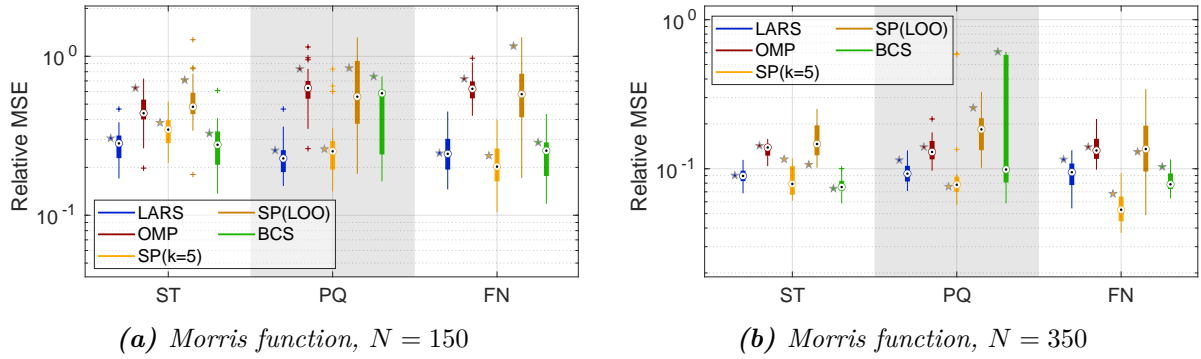 Relative MSE
10^0
10^-1
LARS
OMP
SP(k=5)
SP(LOO)
BCS
ST
PQ
FN
(a) Morris function, N = 150
Relative MSE
10^0
10^-1
LARS
OMP
SP(k=5)
SP(LOO)
BCS
ST
PQ
FN
(b) Morris function, N = 350